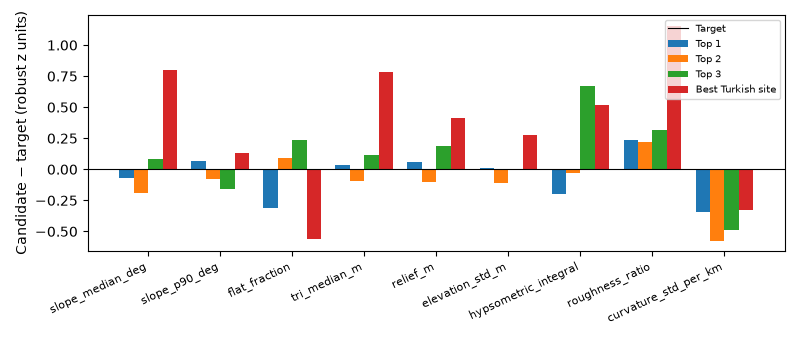 Candidate − target (robust z units)
1.00
0.75
0.50
0.25
0.00
−0.25
−0.50
Target
Top 1
Top 2
Top 3
Best Turkish site
slope_median_deg
slope_p90_deg
flat_fraction
tri_median_m
relief_m
elevation_std_m
hypsometric_integral
roughness_ratio
curvature_std_per_km